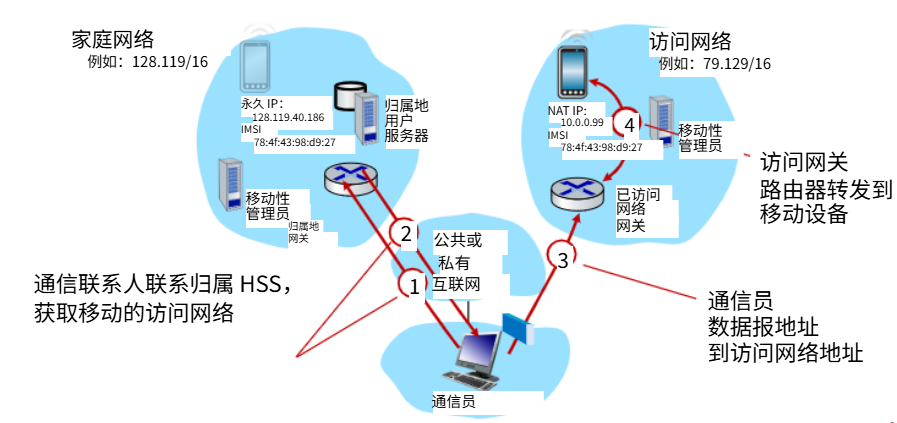 家庭网络
例如：128.119/16
永久 IP：
128.119.40.186
IMSI
78:4f:43:98:d9:27
归属地
用户
服务器
移动性
管理员
归属地
网关
访问网络
例如：79.129/16
NAT IP:
10.0.0.99
IMSI
78:4f:43:98:d9:27
4
移动性
管理员
已访问
网络
网关
访问网关
路由器转发到
移动设备
2
1
公共或
私有
互联网
3
通信联系人联系归属 HSS，
获取移动的访问网络
通信员
数据报地址
到访问网络地址
通信员